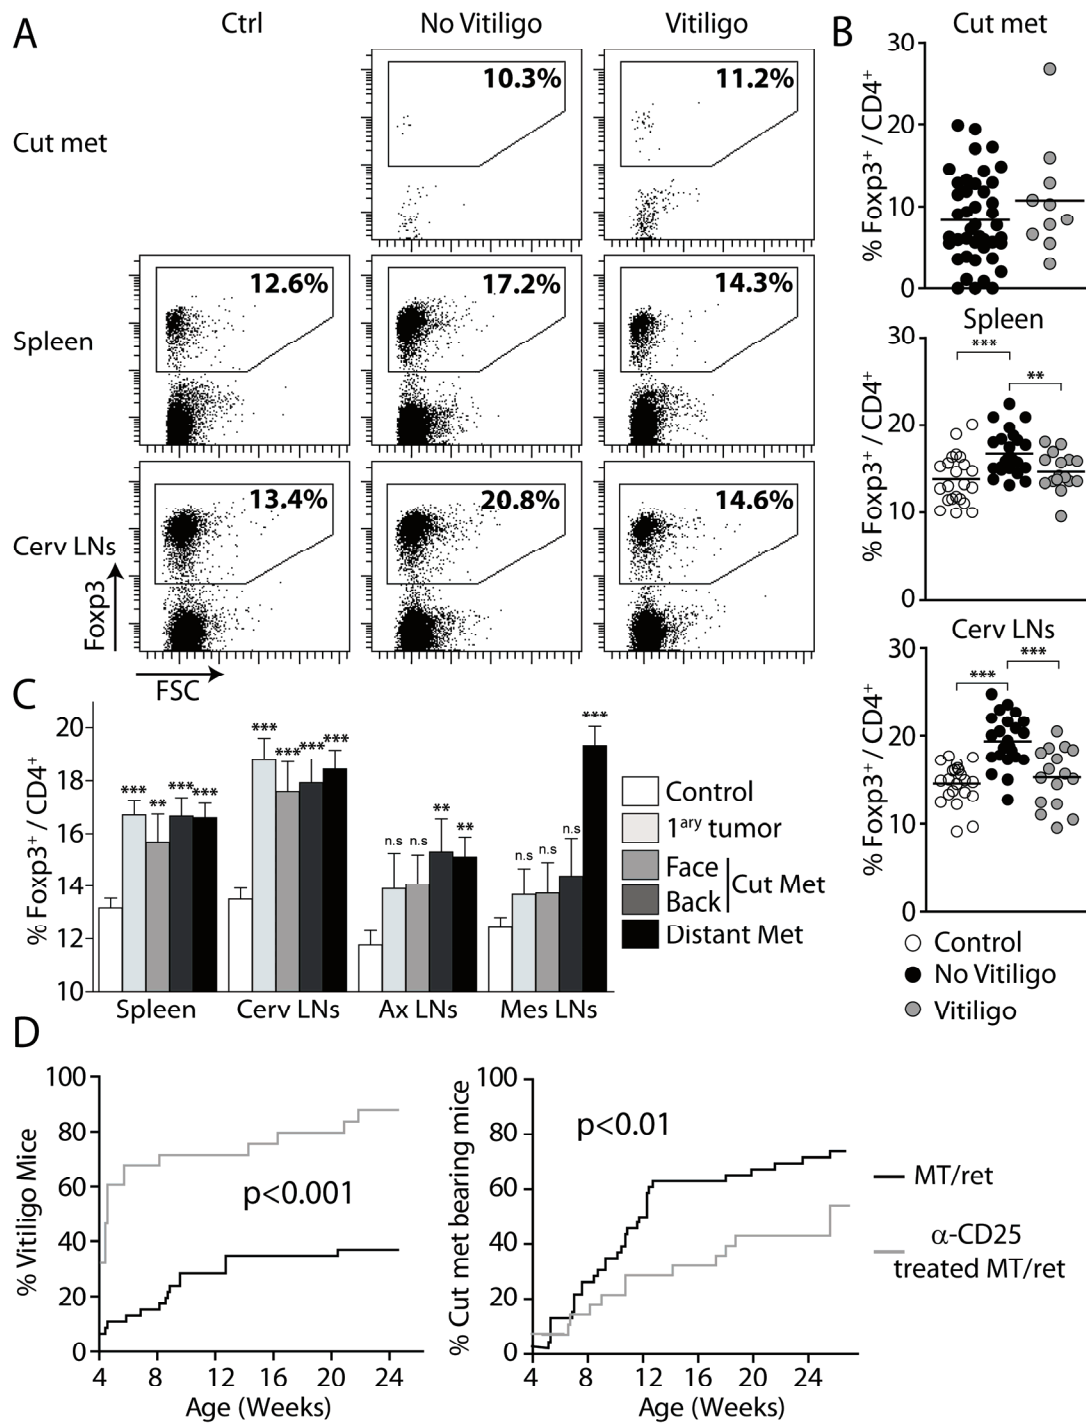 A
Ctrl
No Vitiligo
Vitiligo
Cut met
10.3%
11.2%
Spleen
12.6%
17.2%
14.3%
Cerv LNs
13.4%
20.8%
14.6%
Foxp3
FSC
B
Cut met
% Foxp3⁺ / CD4⁺
30
20
10
0
Spleen
% Foxp3⁺ / CD4⁺
30
20
10
0
***
**
Cerv LNs
% Foxp3⁺ / CD4⁺
30
20
10
0
***
***
Control
No Vitiligo
Vitiligo
C
% Foxp3⁺ / CD4⁺
20
18
16
14
12
10
*** ** *** ***
*** *** *** ***
n.s n.s ** **
n.s n.s n.s ***
Spleen
Cerv LNs
Ax LNs
Mes LNs
Control
1ᵃʳʸ tumor
Face
Back
Cut Met
Distant Met
D
% Vitiligo Mice
100
80
60
40
20
0
p<0.001
4 8 12 16 20 24
Age (Weeks)
% Cut met bearing mice
100
80
60
40
20
0
p<0.01
4 8 12 16 20 24
Age (Weeks)
MT/ret
α-CD25
treated MT/ret